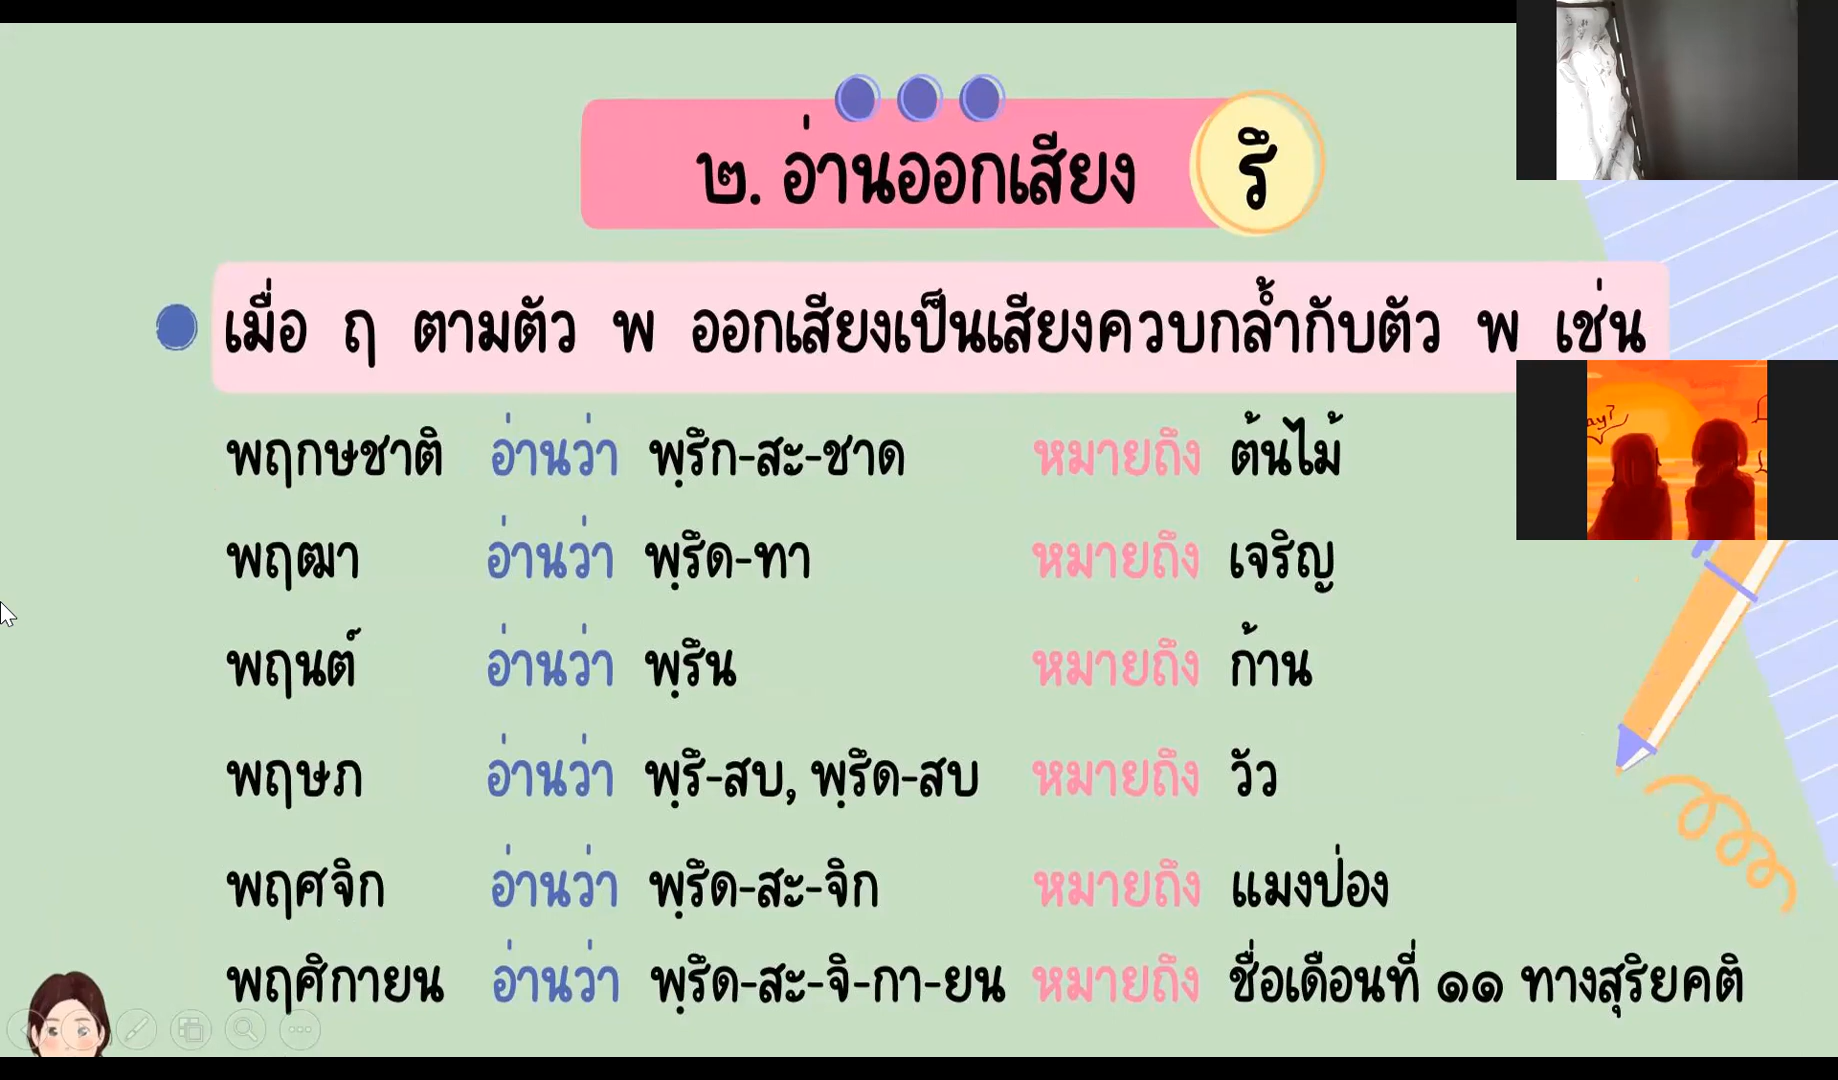 ๒. อ่านออกเสียง รึ
เมื่อ ฤ ตามตัว พ ออกเสียงเป็นเสียงควบกล้ำกับตัว พ เช่น
พฤกษชาติ อ่านว่า พฺรึก-สะ-ชาด หมายถึง ต้นไม้
พฤฒา อ่านว่า พฺรึด-ทา หมายถึง เจริญ
พฤนต์ อ่านว่า พฺรึน หมายถึง ก้าน
พฤษภ อ่านว่า พฺรึ-สบ, พฺรึด-สบ หมายถึง วัว
พฤศจิก อ่านว่า พฺรึด-สะ-จิก หมายถึง แมงป่อง
พฤศิกายน อ่านว่า พฺรึด-สะ-จิ-กา-ยน หมายถึง ชื่อเดือนที่ ๑๑ ทางสุริยคติ